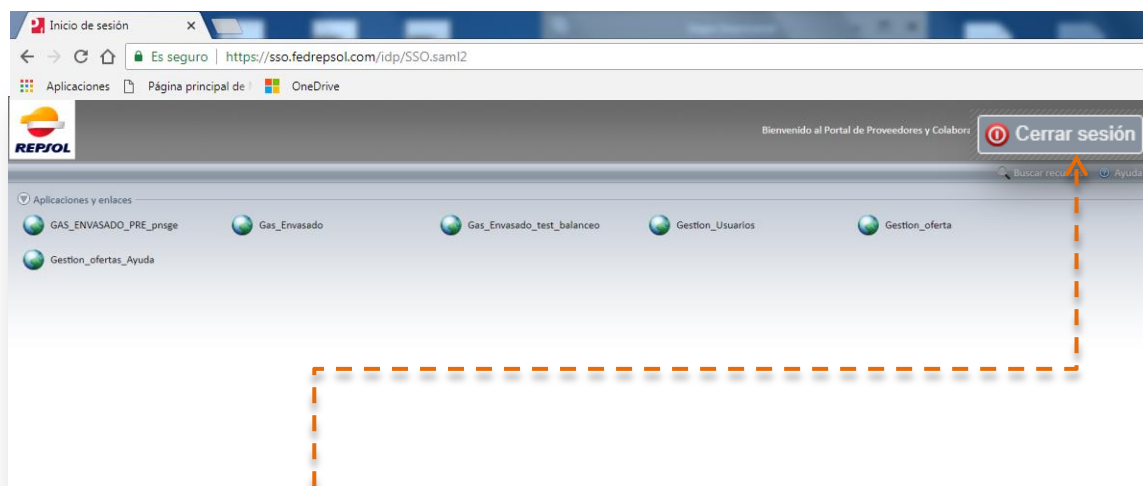 Inicio de sesión
Es seguro | https://sso.fedrepsol.com/idp/SSO.saml2
Aplicaciones Página principal de OneDrive
REPSOL
Bienvenido al Portal de Proveedores y Colabora
Cerrar sesión
Buscar Ayuda
Aplicaciones y enlaces
GAS_ENVASADO_PRE_pnsge Gas_Envasado Gas_Envasado_test_balanceo Gestion_Usuarios Gestion_oferta
Gestion_ofertas_Ayuda